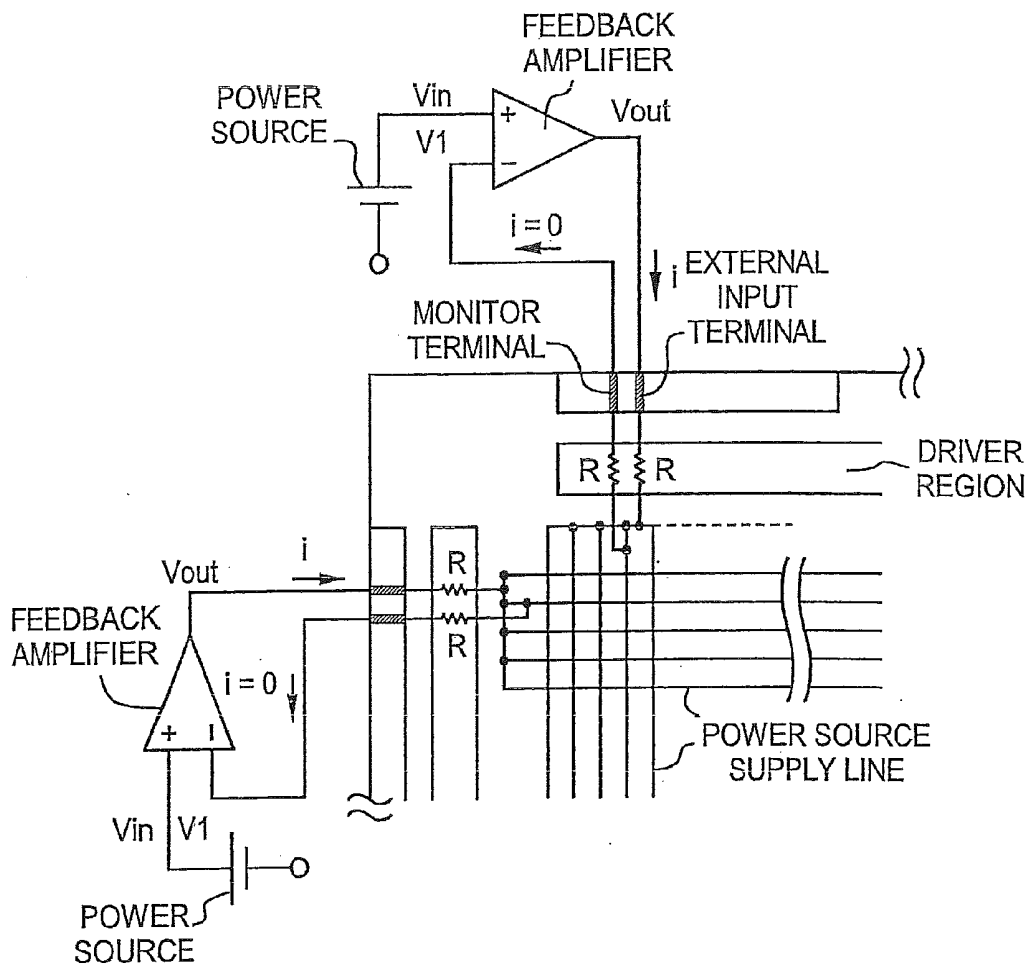 FEEDBACK
AMPLIFIER
POWER
SOURCE
Vin
V1
+
−
Vout
i = 0
i
EXTERNAL
INPUT
TERMINAL
MONITOR
TERMINAL
R
R
DRIVER
REGION
i
Vout
R
R
FEEDBACK
AMPLIFIER
i = 0
+
−
POWER SOURCE
SUPPLY LINE
Vin
V1
POWER
SOURCE